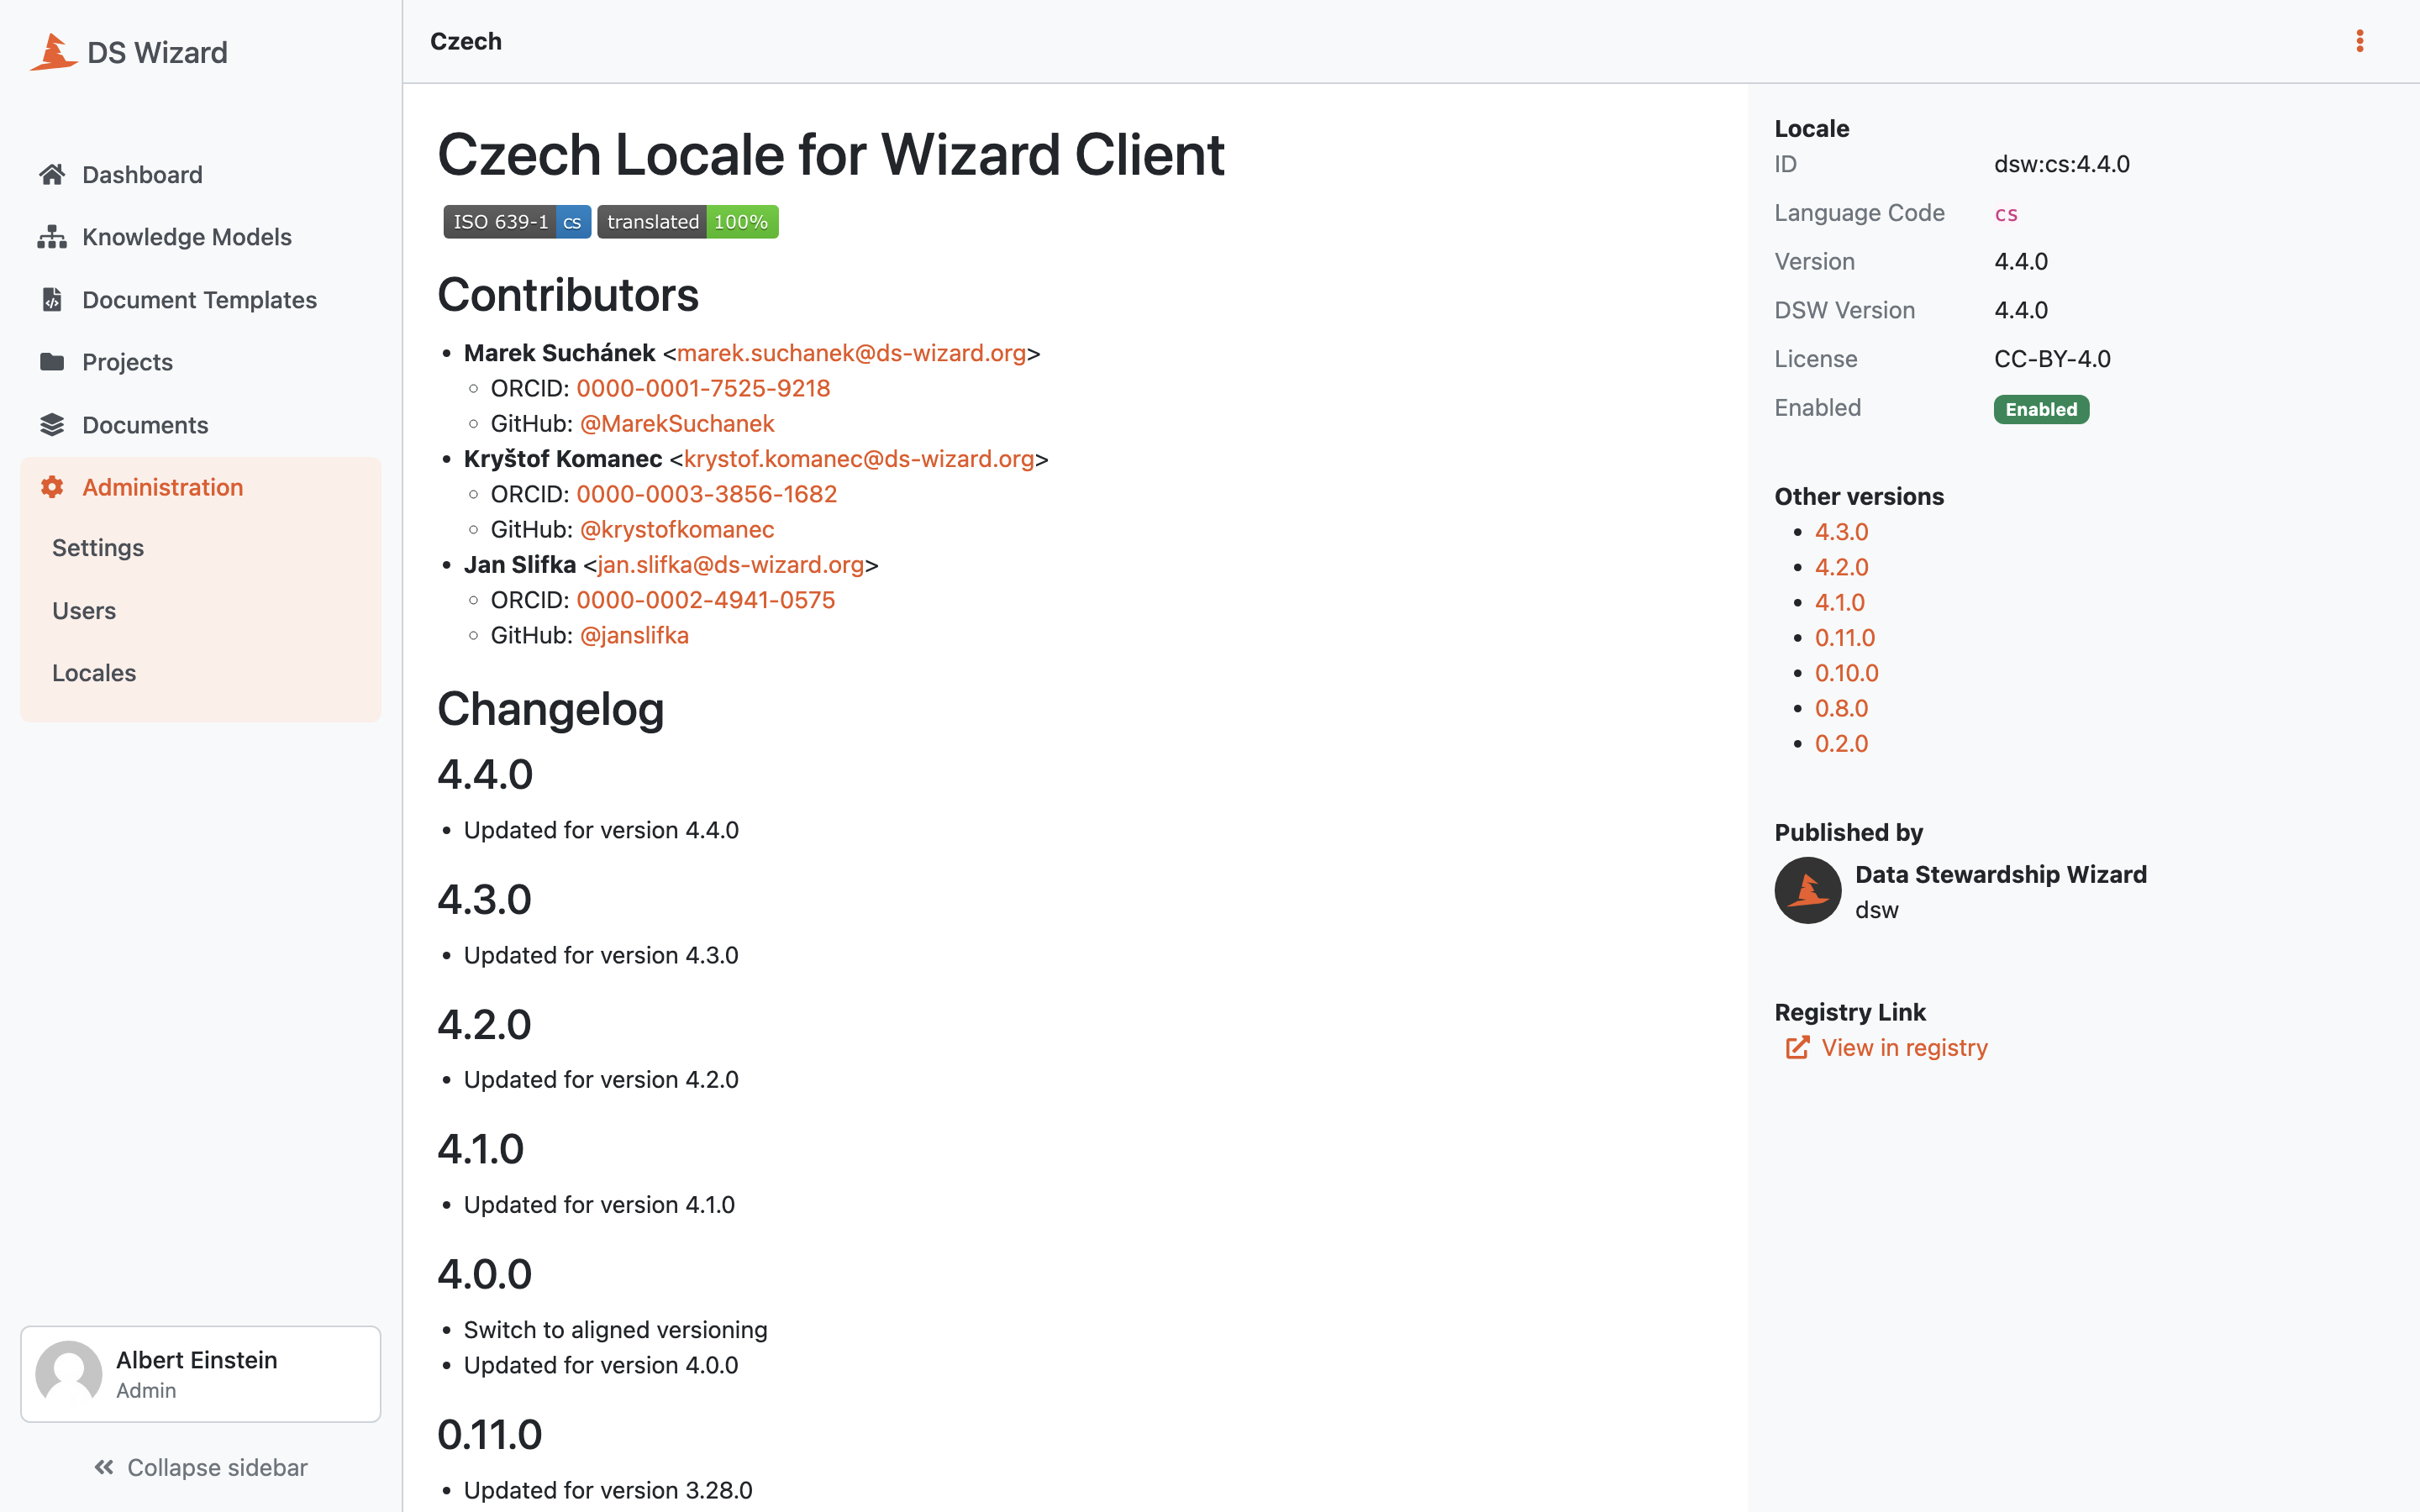 DS Wizard
Dashboard
Knowledge Models
Document Templates
Projects
Documents
Administration
Settings
Users
Locales
Albert Einstein
Admin
Collapse sidebar
Czech
Czech Locale for Wizard Client
ISO 639-1 cs translated 100%
Contributors
Marek Suchánek <marek.suchanek@ds-wizard.org>
ORCID: 0000-0001-7525-9218
GitHub: @MarekSuchanek
Kryštof Komanec <krystof.komanec@ds-wizard.org>
ORCID: 0000-0003-3856-1682
GitHub: @krystofkomanec
Jan Slifka <jan.slifka@ds-wizard.org>
ORCID: 0000-0002-4941-0575
GitHub: @janslifka
Changelog
4.4.0
Updated for version 4.4.0
4.3.0
Updated for version 4.3.0
4.2.0
Updated for version 4.2.0
4.1.0
Updated for version 4.1.0
4.0.0
Switch to aligned versioning
Updated for version 4.0.0
0.11.0
Updated for version 3.28.0
Locale
ID dsw:cs:4.4.0
Language Code cs
Version 4.4.0
DSW Version 4.4.0
License CC-BY-4.0
Enabled Enabled
Other versions
4.3.0
4.2.0
4.1.0
0.11.0
0.10.0
0.8.0
0.2.0
Published by
Data Stewardship Wizard
dsw
Registry Link
View in registry